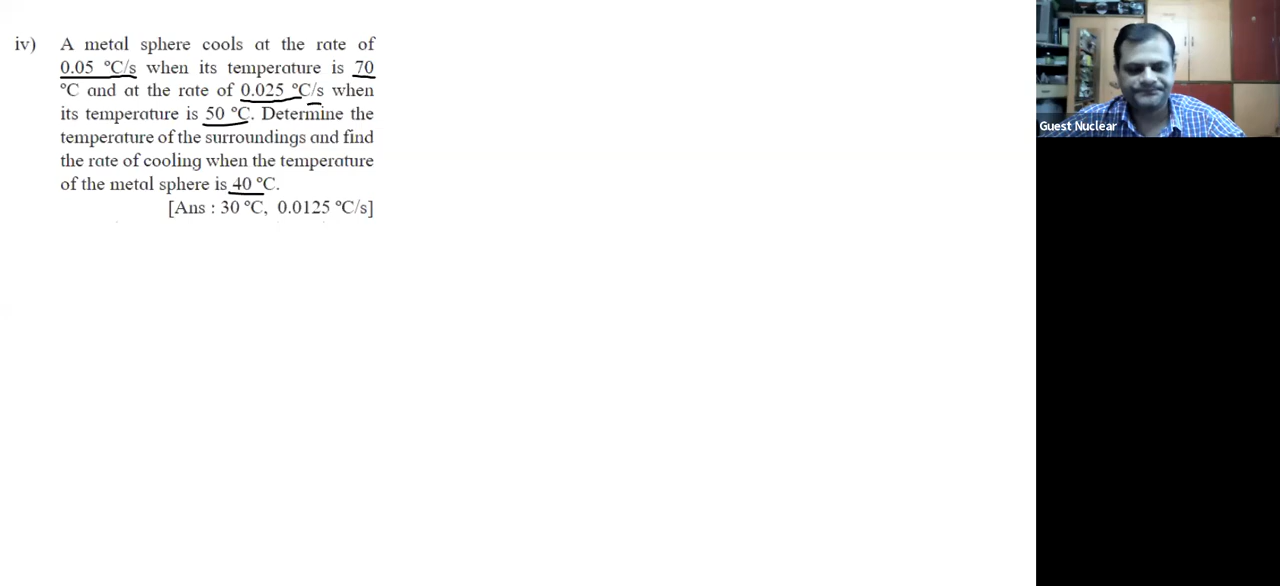 iv) A metal sphere cools at the rate of
0.05 °C/s when its temperature is 70
°C and at the rate of 0.025 °C/s when
its temperature is 50 °C. Determine the
temperature of the surroundings and find
the rate of cooling when the temperature
of the metal sphere is 40 °C.
[Ans : 30 °C, 0.0125 °C/s]
Guest Nuclear